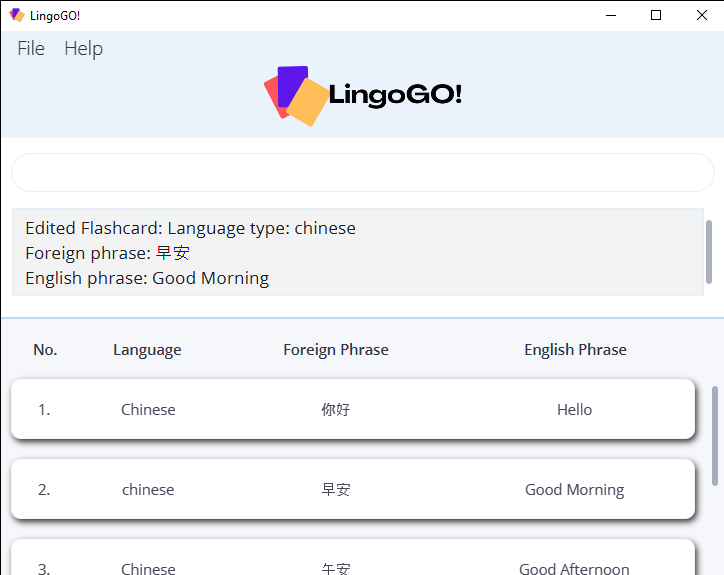 LingoGO!
File Help
LingoGO!
Edited Flashcard: Language type: chinese
Foreign phrase: 早安
English phrase: Good Morning
No. Language Foreign Phrase English Phrase
1. Chinese 你好 Hello
2. chinese 早安 Good Morning
3. Chinese 午安 Good Afternoon